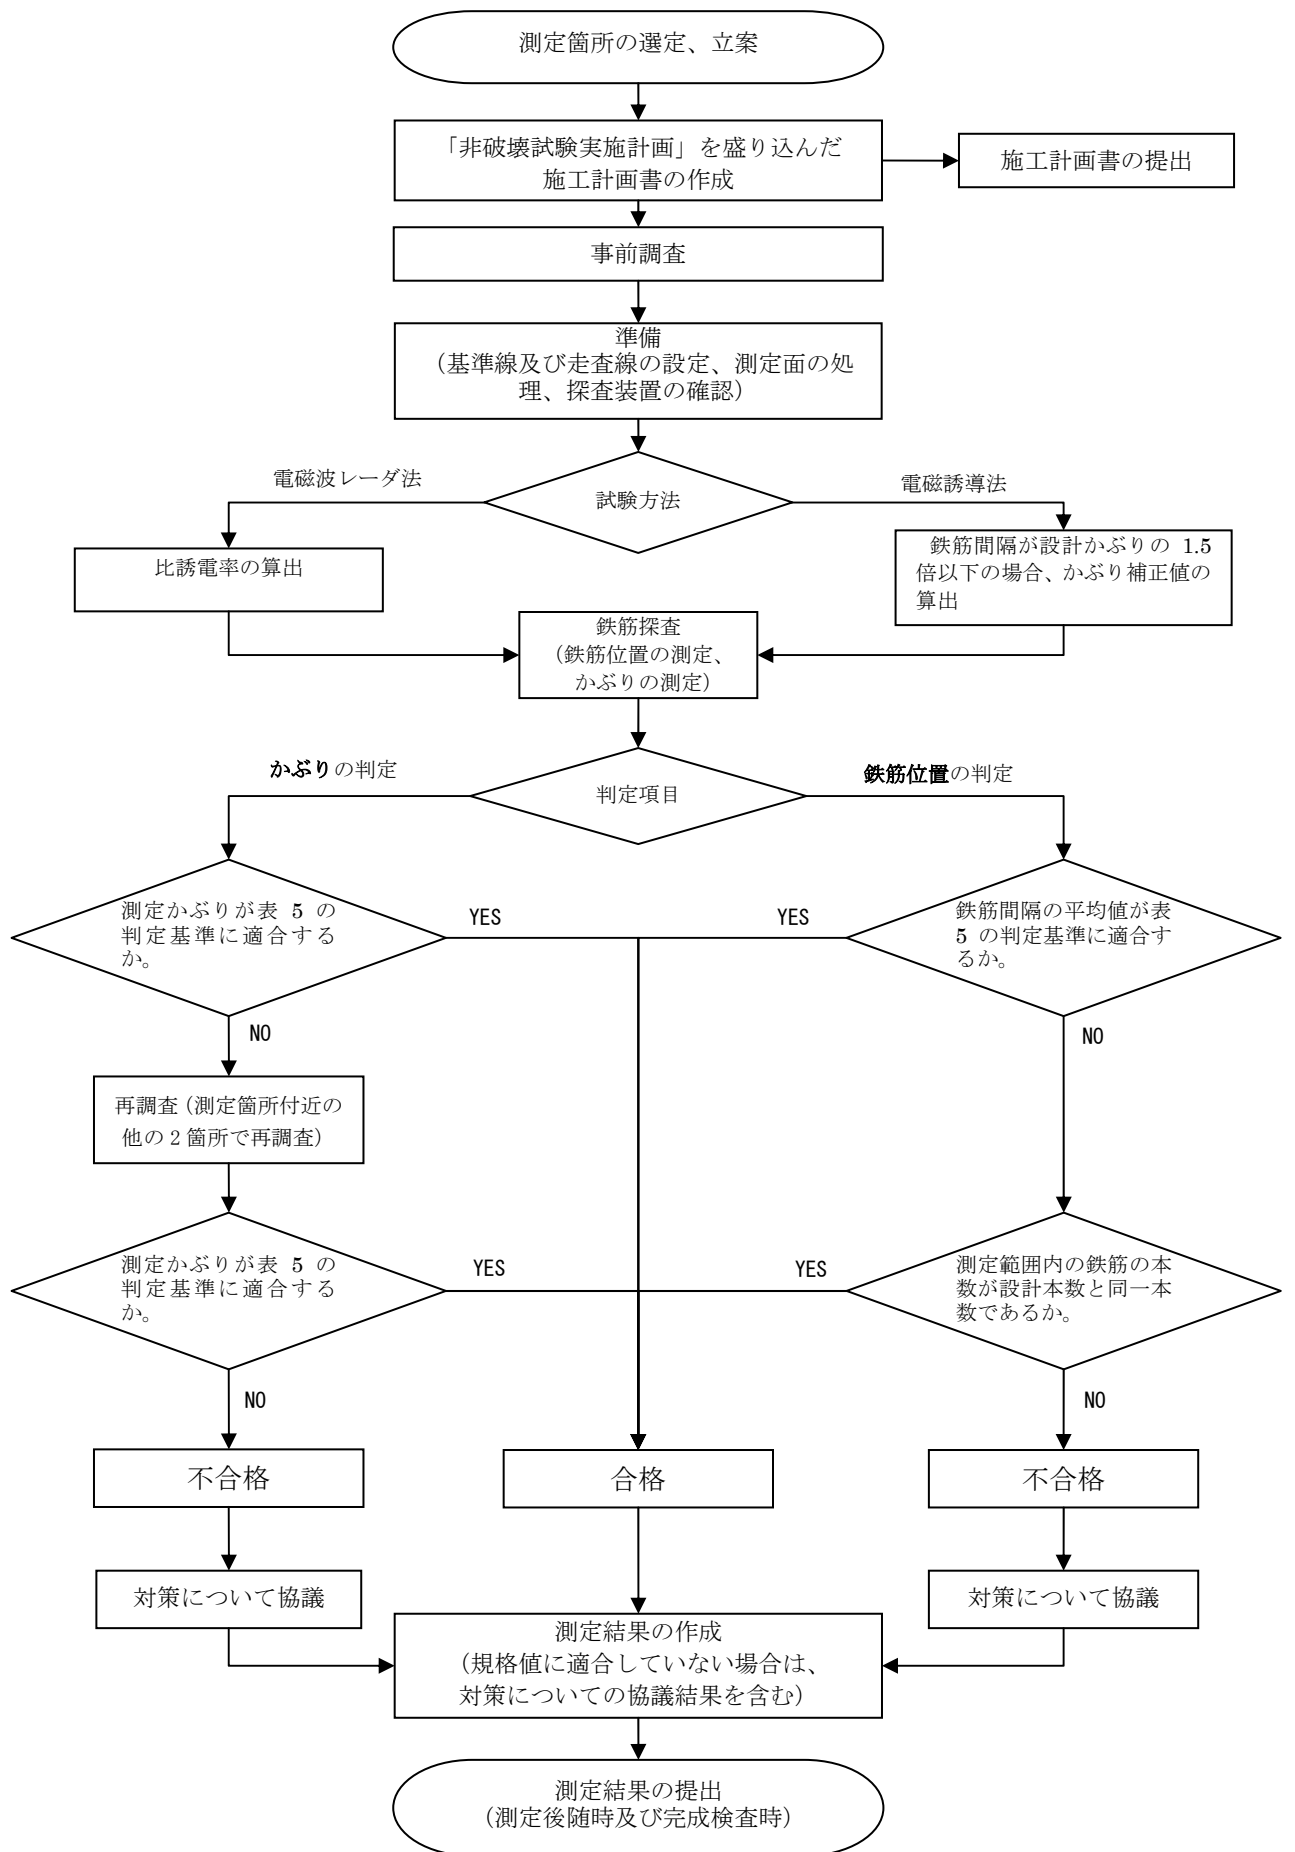 測定箇所の選定、立案
「非破壊試験実施計画」を盛り込んだ
施工計画書の作成
施工計画書の提出
事前調査
準備
（基準線及び走査線の設定、測定面の処
理、探査装置の確認）
試験方法
電磁波レーダ法
電磁誘導法
比誘電率の算出
鉄筋間隔が設計かぶりの 1.5
倍以下の場合、かぶり補正値の
算出
鉄筋探査
（鉄筋位置の測定、
かぶりの測定）
判定項目
かぶりの判定
鉄筋位置の判定
測定かぶりが表 5 の
判定基準に適合する
か。
YES
YES
鉄筋間隔の平均値が表
5 の判定基準に適合す
るか。
NO
NO
再調査（測定箇所付近の
他の２箇所で再調査）
測定かぶりが表 5 の
判定基準に適合する
か。
YES
YES
測定範囲内の鉄筋の本
数が設計本数と同一本
数であるか。
NO
NO
不合格
合格
不合格
対策について協議
対策について協議
測定結果の作成
（規格値に適合していない場合は、
対策についての協議結果を含む）
測定結果の提出
（測定後随時及び完成検査時）